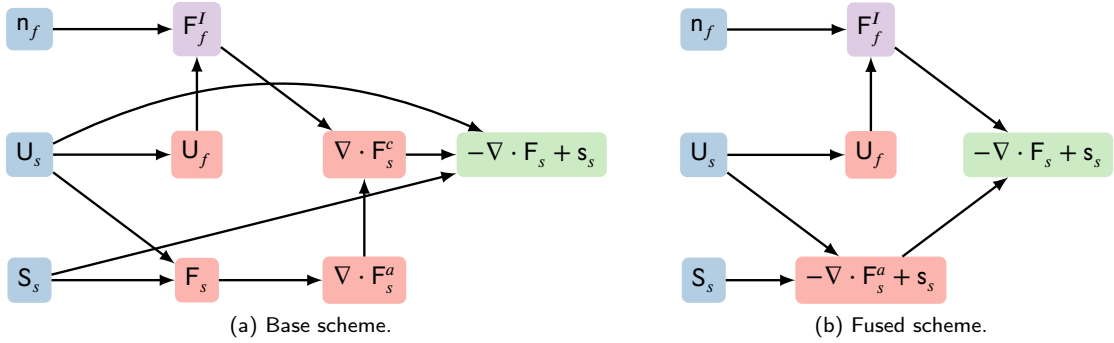 n_f F_f^I
U_s U_f ∇ · F_s^c −∇ · F_s + s_s
S_s F_s ∇ · F_s^a
(a) Base scheme.
n_f F_f^I
U_s U_f −∇ · F_s + s_s
S_s −∇ · F_s^a + s_s
(b) Fused scheme.